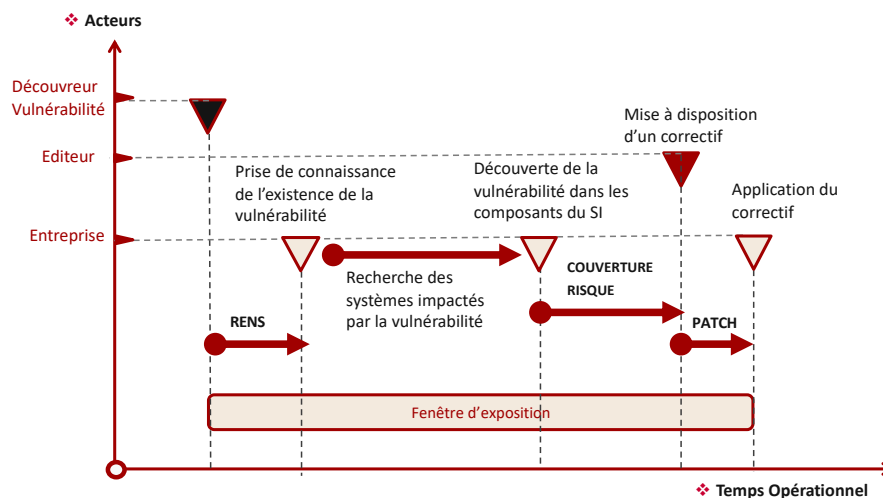 ❖ Acteurs
Découvreur
Vulnérabilité
Mise à disposition
d'un correctif
Editeur
Prise de connaissance
de l'existence de la
vulnérabilité
Découverte de la
vulnérabilité dans les
composants du SI
Application du
correctif
Entreprise
Recherche des
systèmes impactés
par la vulnérabilité
COUVERTURE
RISQUE
RENS
PATCH
Fenêtre d'exposition
❖ Temps Opérationnel